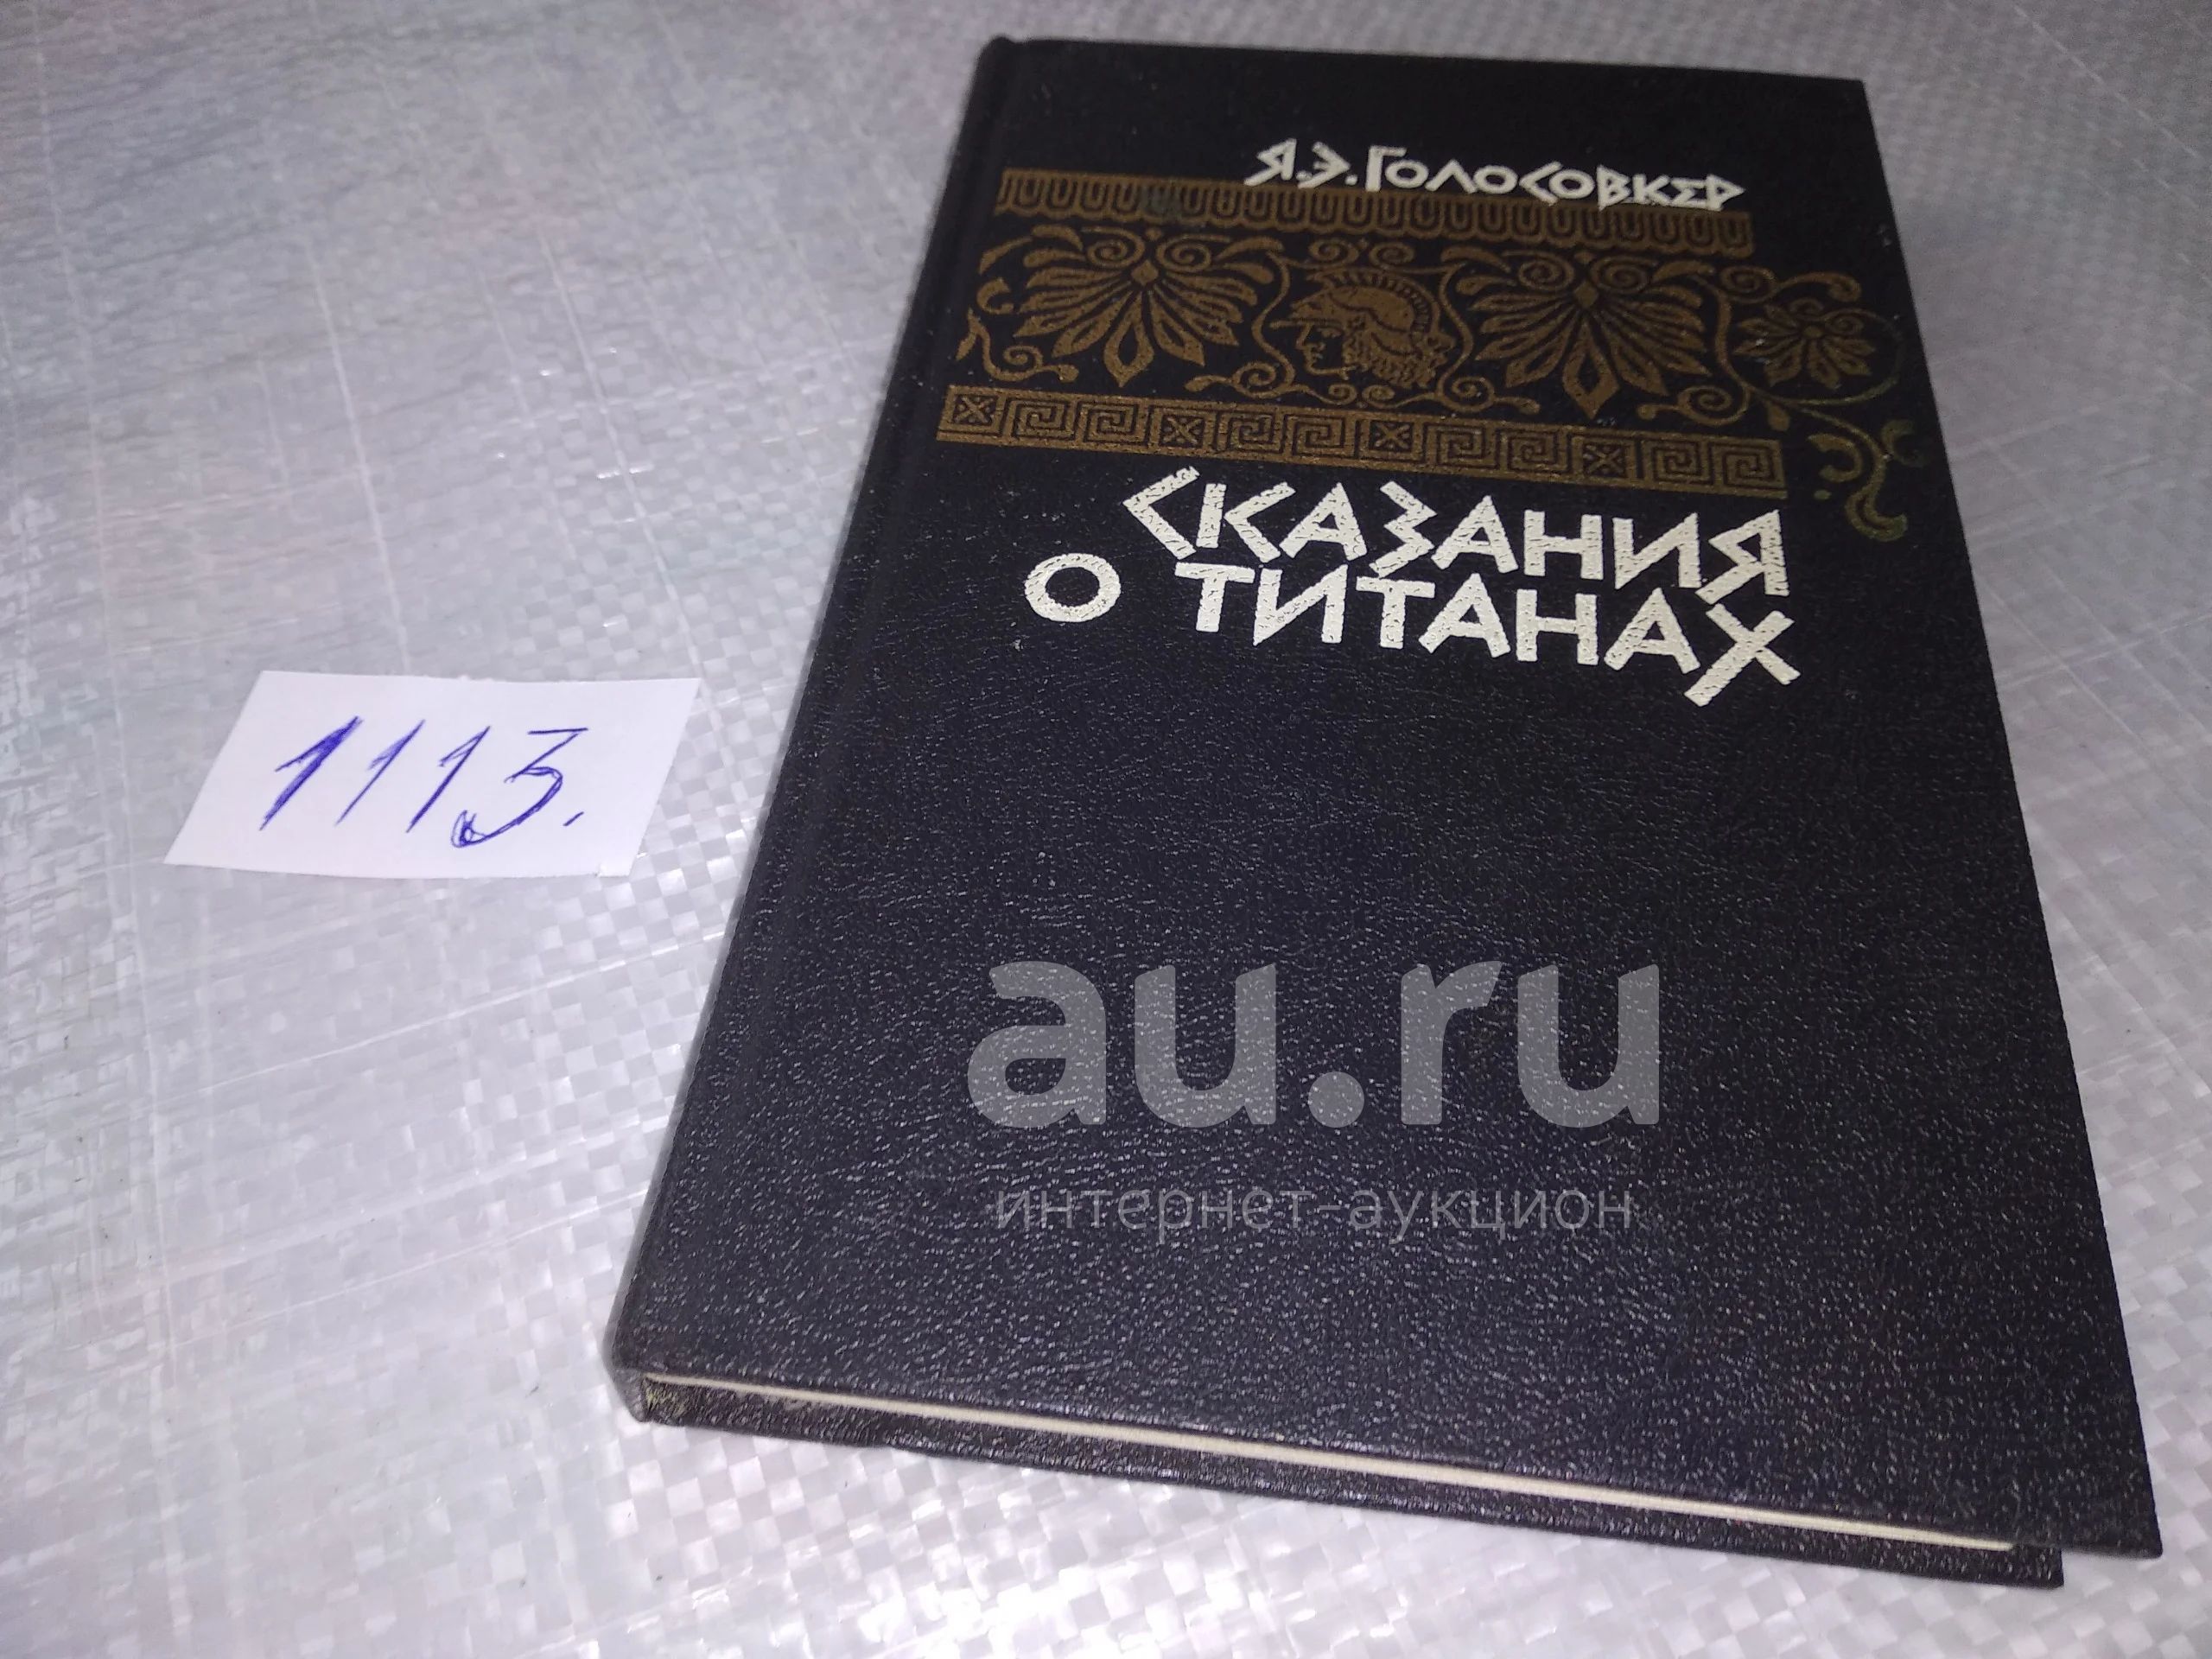 Я.Э.Голосовкер
СКАЗАНИЯ
О ТИТАНАХ
1113.
au.ru
интернет-аукцион